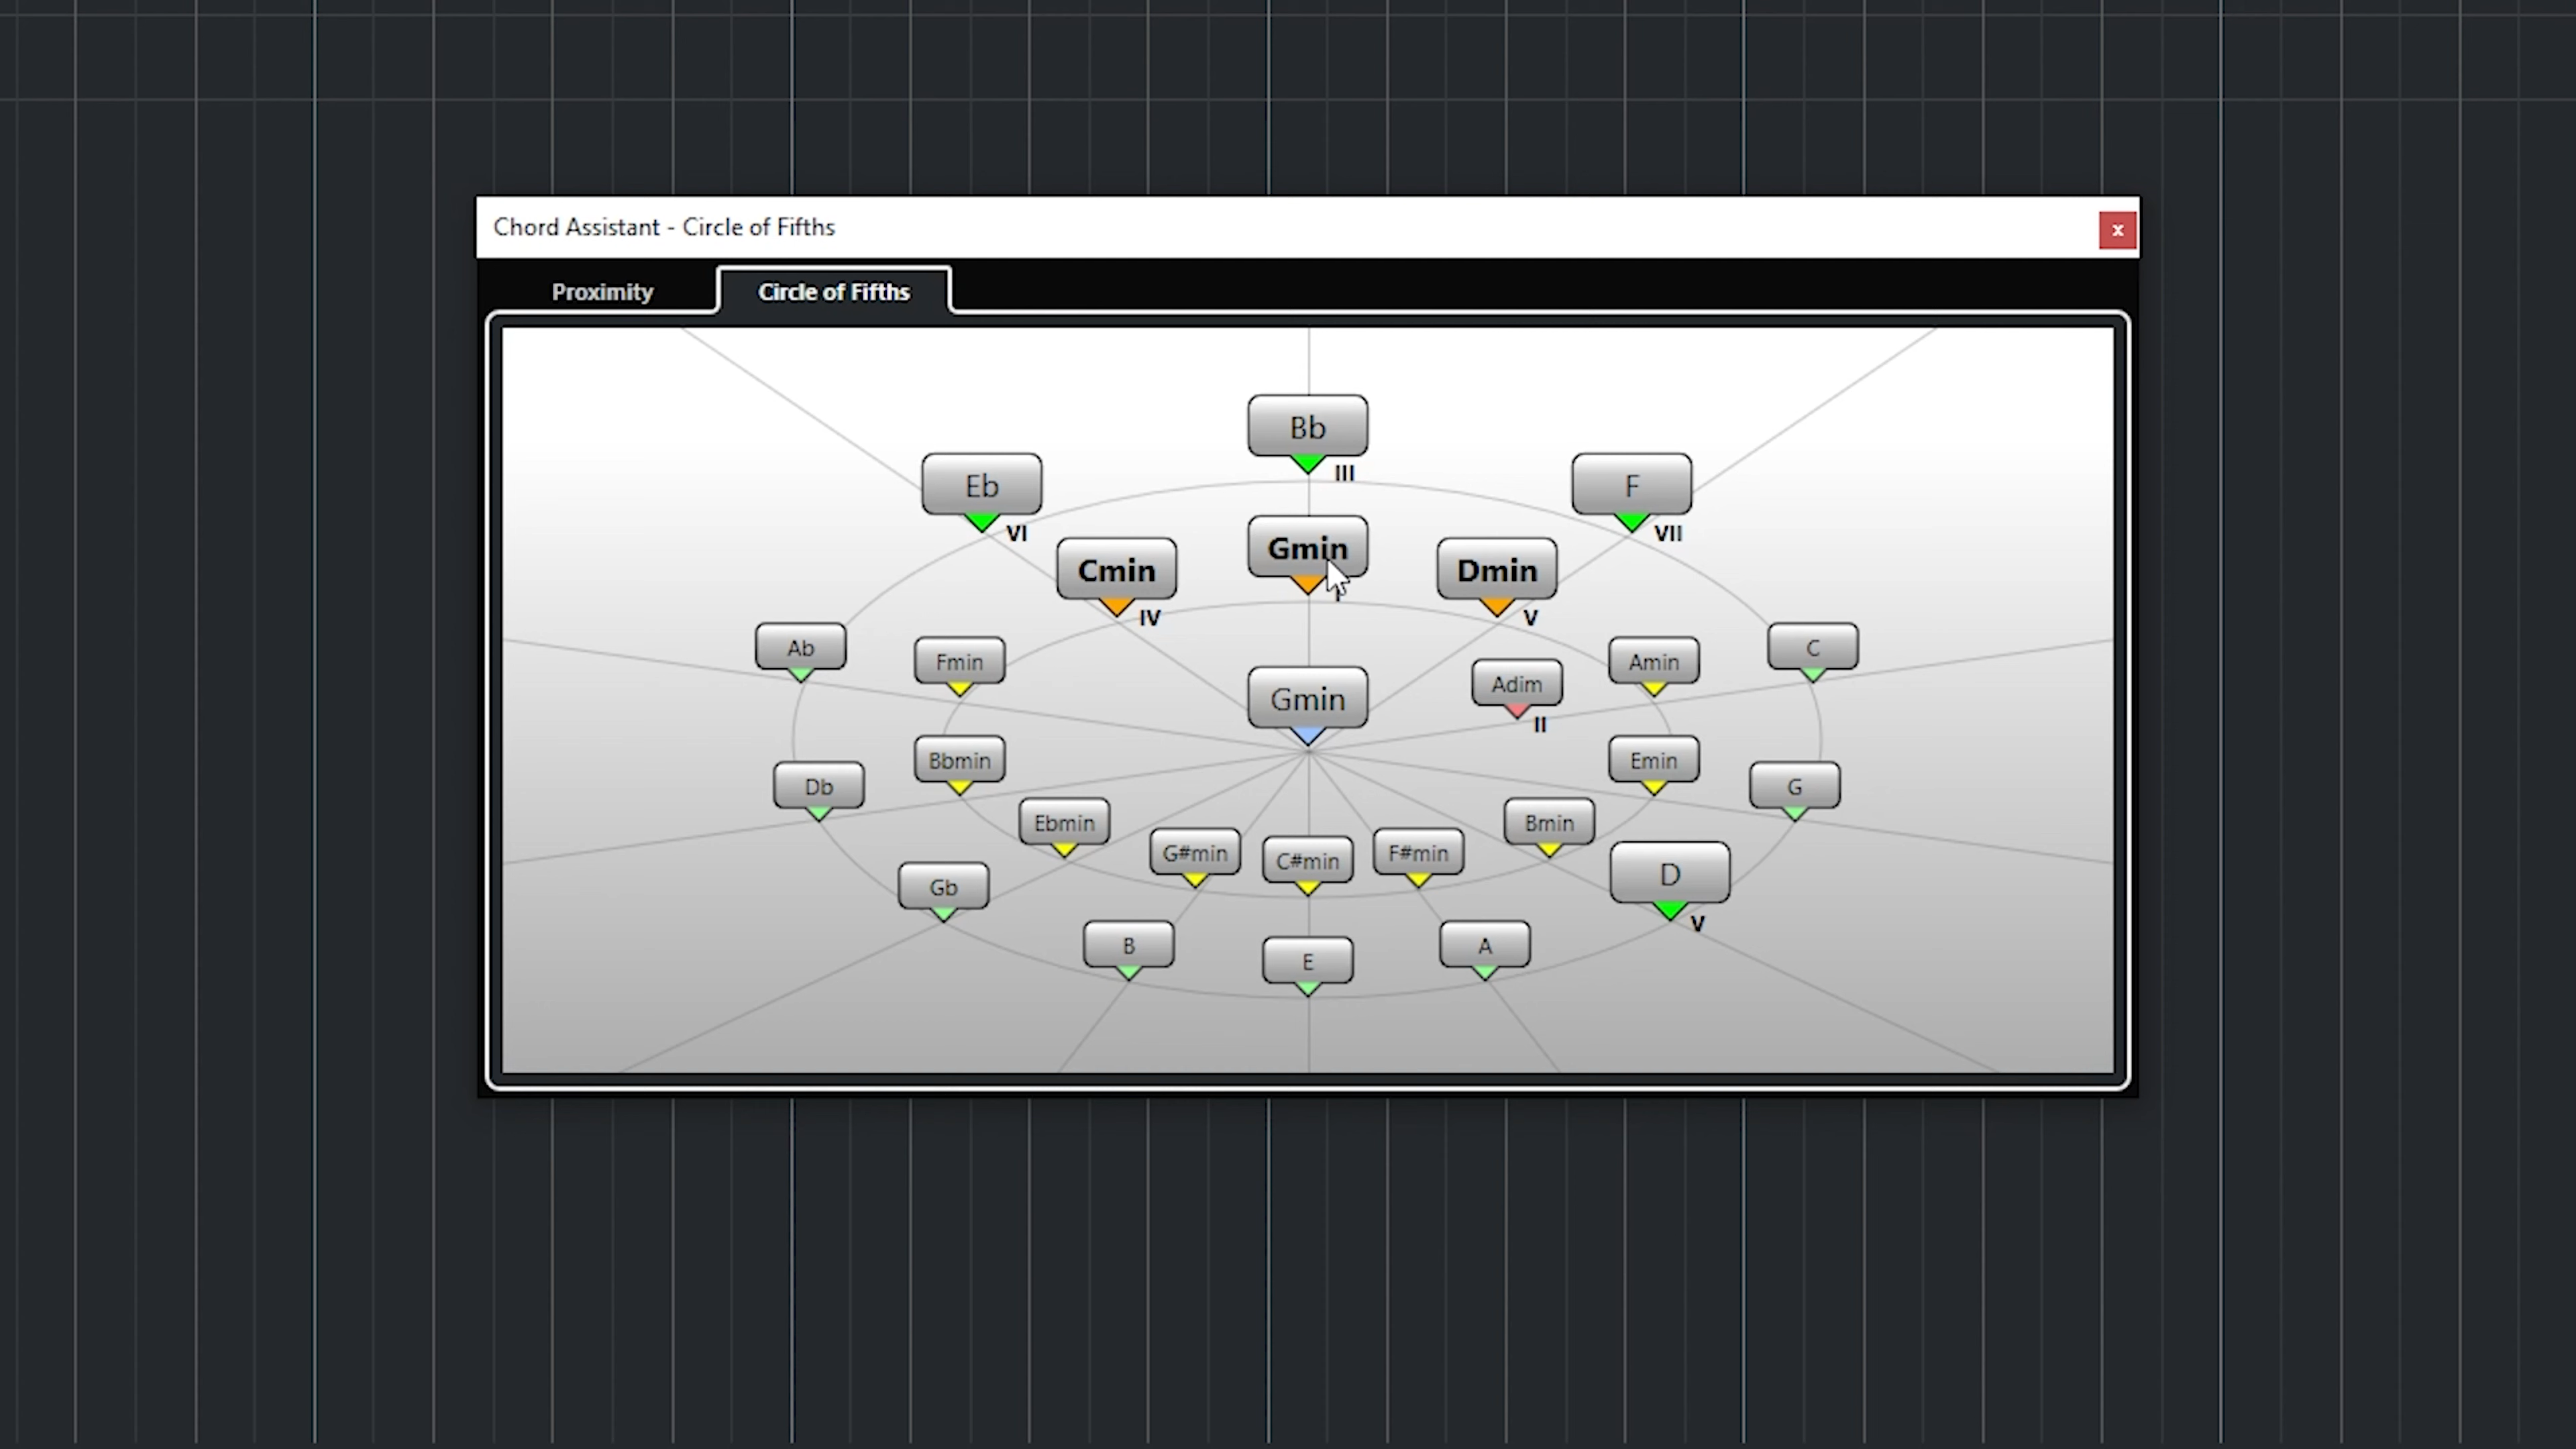 Chord Assistant - Circle of Fifths
x
Proximity
Circle of Fifths
Bb
III
Eb
VI
F
VII
Gmin
Cmin
IV
Dmin
V
Ab
Fmin
Gmin
Adim
II
Amin
C
Db
Bbmin
Emin
G
Ebmin
Bmin
G#min
C#min
F#min
Gb
D
V
B
E
A